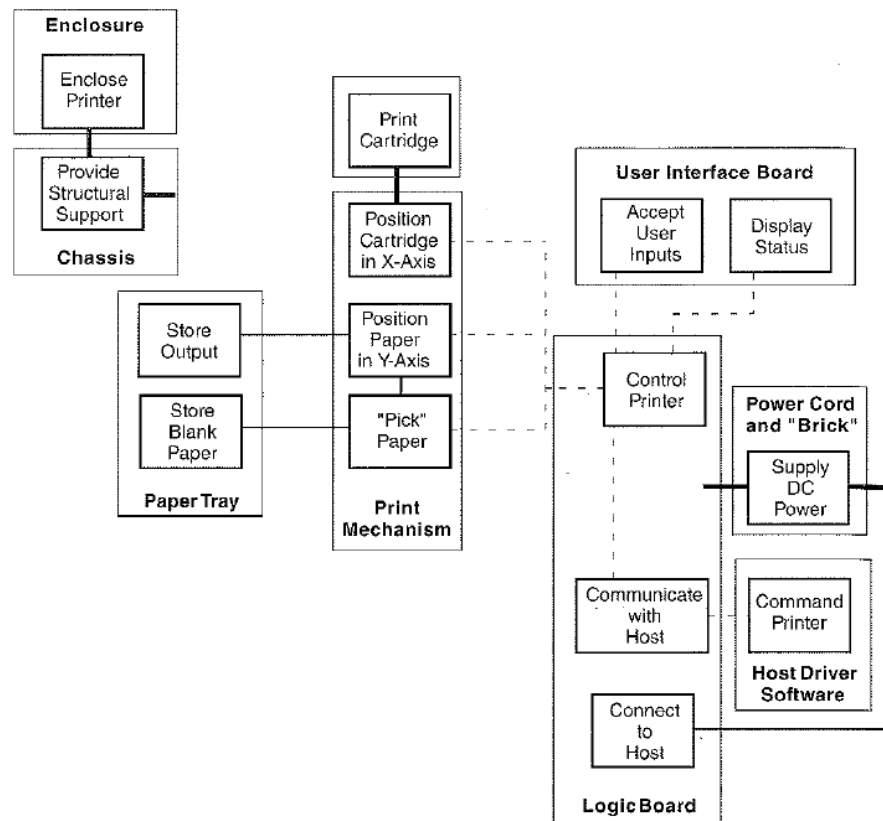 Enclosure
Enclose
Printer
Provide
Structural
Support
Chassis
Print
Cartridge
Position
Cartridge
in X-Axis
Position
Paper
in Y-Axis
"Pick"
Paper
Print
Mechanism
Store
Output
Store
Blank
Paper
Paper Tray
User Interface Board
Accept
User
Inputs
Display
Status
Control
Printer
Communicate
with
Host
Connect
to
Host
Logic Board
Power Cord
and "Brick"
Supply
DC
Power
Command
Printer
Host Driver
Software